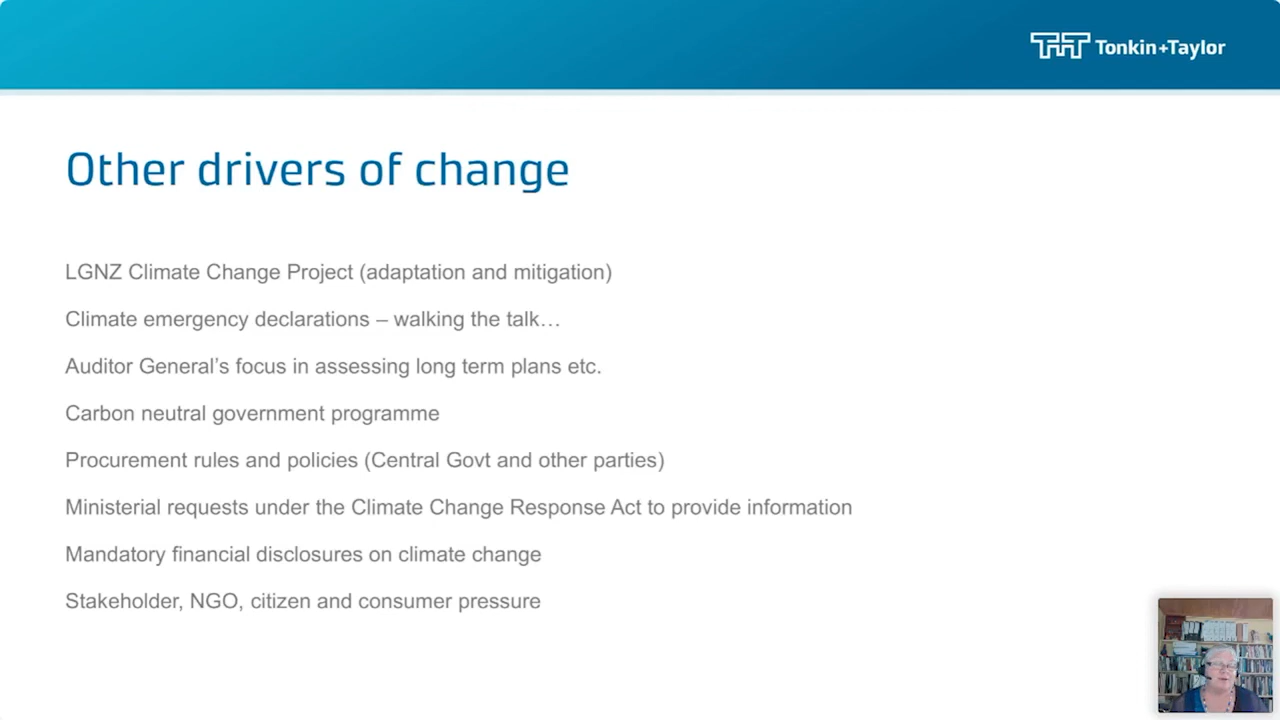 Tonkin+Taylor
Other drivers of change
LGNZ Climate Change Project (adaptation and mitigation)
Climate emergency declarations – walking the talk…
Auditor General’s focus in assessing long term plans etc.
Carbon neutral government programme
Procurement rules and policies (Central Govt and other parties)
Ministerial requests under the Climate Change Response Act to provide information
Mandatory financial disclosures on climate change
Stakeholder, NGO, citizen and consumer pressure